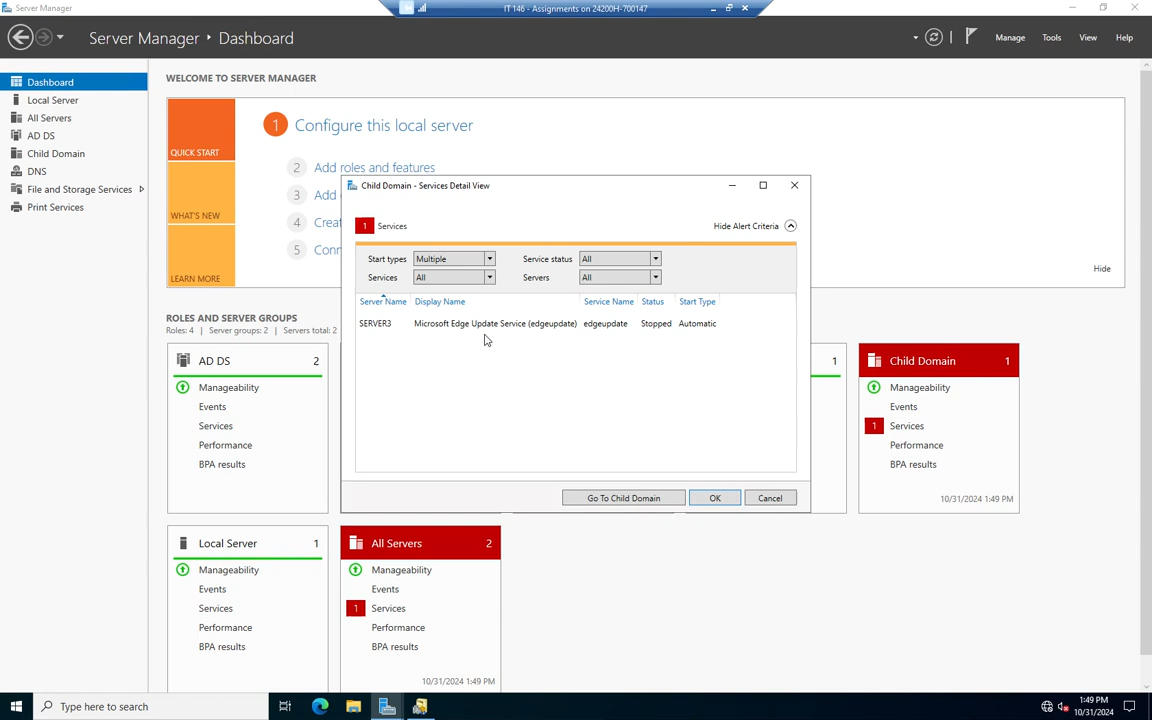 Server Manager
IT 146 - Assignments on 24200H-700147
Server Manager • Dashboard
Manage
Tools
View
Help
Dashboard
Local Server
All Servers
AD DS
Child Domain
DNS
File and Storage Services
Print Services
WELCOME TO SERVER MANAGER
QUICK START
WHAT'S NEW
LEARN MORE
1 Configure this local server
2 Add roles and features
3 Add
4 Creat
5 Conn
Hide
Child Domain - Services Detail View
1 Services
Hide Alert Criteria
Start types Multiple Service status All
Services All Servers All
Server Name Display Name Service Name Status Start Type
SERVER3 Microsoft Edge Update Service (edgeupdate) edgeupdate Stopped Automatic
Go To Child Domain OK Cancel
ROLES AND SERVER GROUPS
Roles: 4 | Server groups: 2 | Servers total: 2
AD DS 2
Manageability
Events
Services
Performance
BPA results
1
Child Domain 1
Manageability
Events
1 Services
Performance
BPA results
10/31/2024 1:49 PM
Local Server 1
Manageability
Events
Services
Performance
BPA results
All Servers 2
Manageability
Events
1 Services
Performance
BPA results
10/31/2024 1:49 PM
Type here to search
1:49 PM
10/31/2024